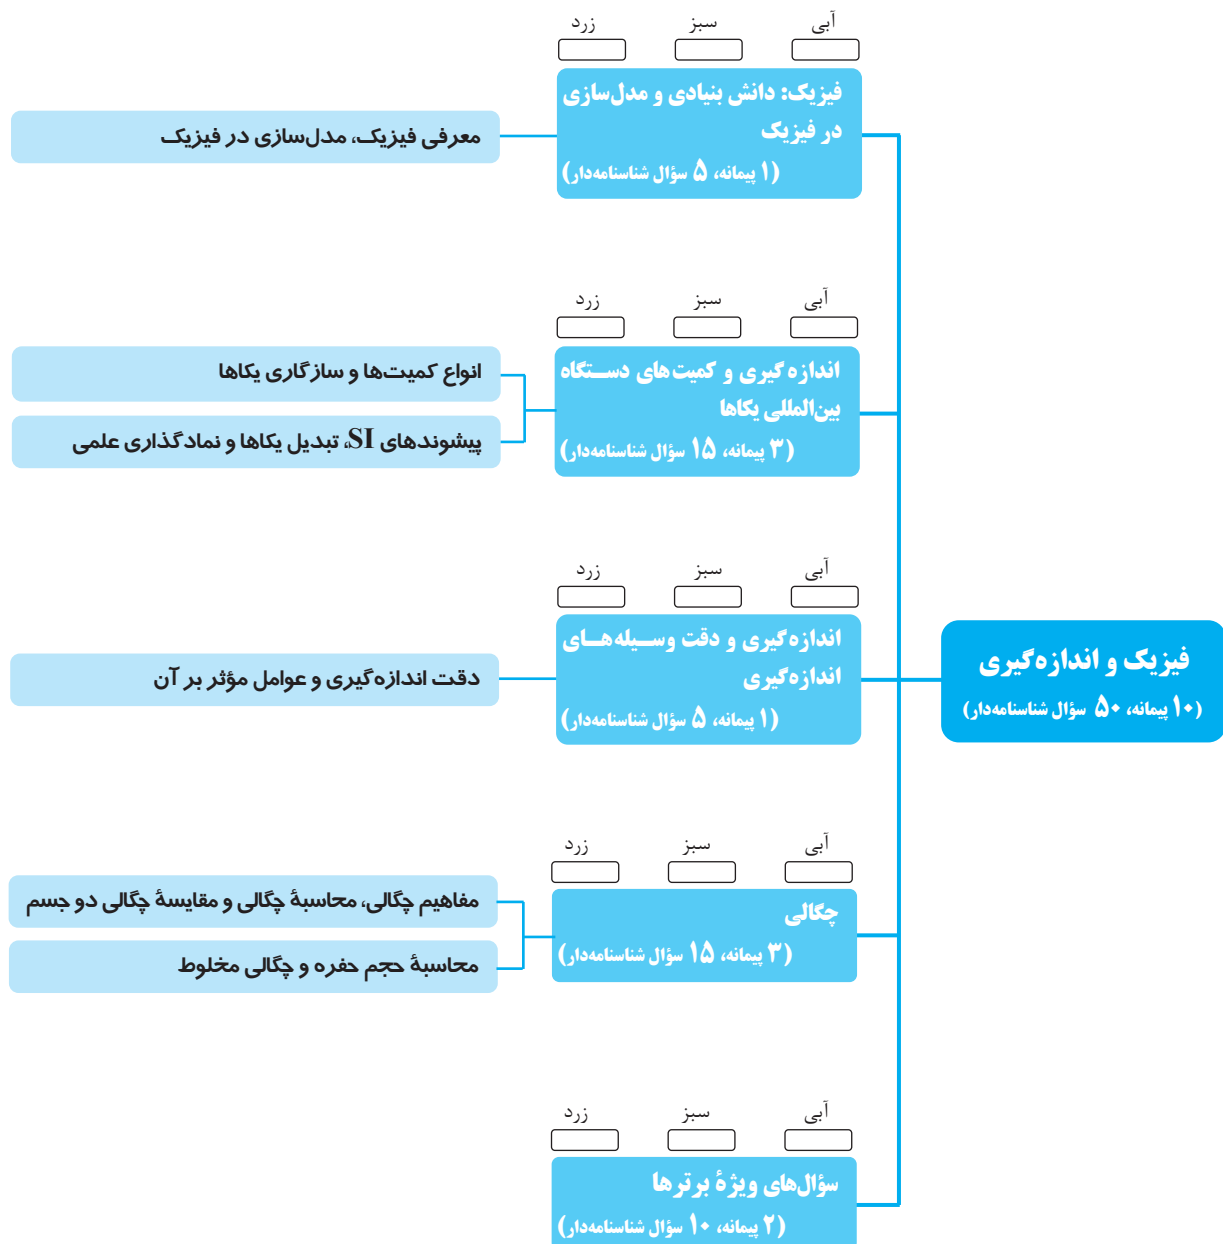 فیزیک و اندازه‌گیری
(۱۰ پیمانه، ۵۰ سؤال شناسنامه‌دار)
آبی سبز زرد
فیزیک: دانش بنیادی و مدل‌سازی
در فیزیک
(۱ پیمانه، ۵ سؤال شناسنامه‌دار)
معرفی فیزیک، مدل‌سازی در فیزیک
آبی سبز زرد
اندازه‌گیری و کمیت‌های دستگاه
بین‌المللی یکاها
(۳ پیمانه، ۱۵ سؤال شناسنامه‌دار)
انواع کمیت‌ها و سازگاری یکاها
پیشوندهای SI، تبدیل یکاها و نمادگذاری علمی
آبی سبز زرد
اندازه‌گیری و دقت وسیله‌های
اندازه‌گیری
(۱ پیمانه، ۵ سؤال شناسنامه‌دار)
دقت اندازه‌گیری و عوامل مؤثر بر آن
آبی سبز زرد
چگالی
(۳ پیمانه، ۱۵ سؤال شناسنامه‌دار)
مفاهیم چگالی، محاسبهٔ چگالی و مقایسهٔ چگالی دو جسم
محاسبهٔ حجم حفره و چگالی مخلوط
آبی سبز زرد
سؤال‌های ویژهٔ برترها
(۲ پیمانه، ۱۰ سؤال شناسنامه‌دار)